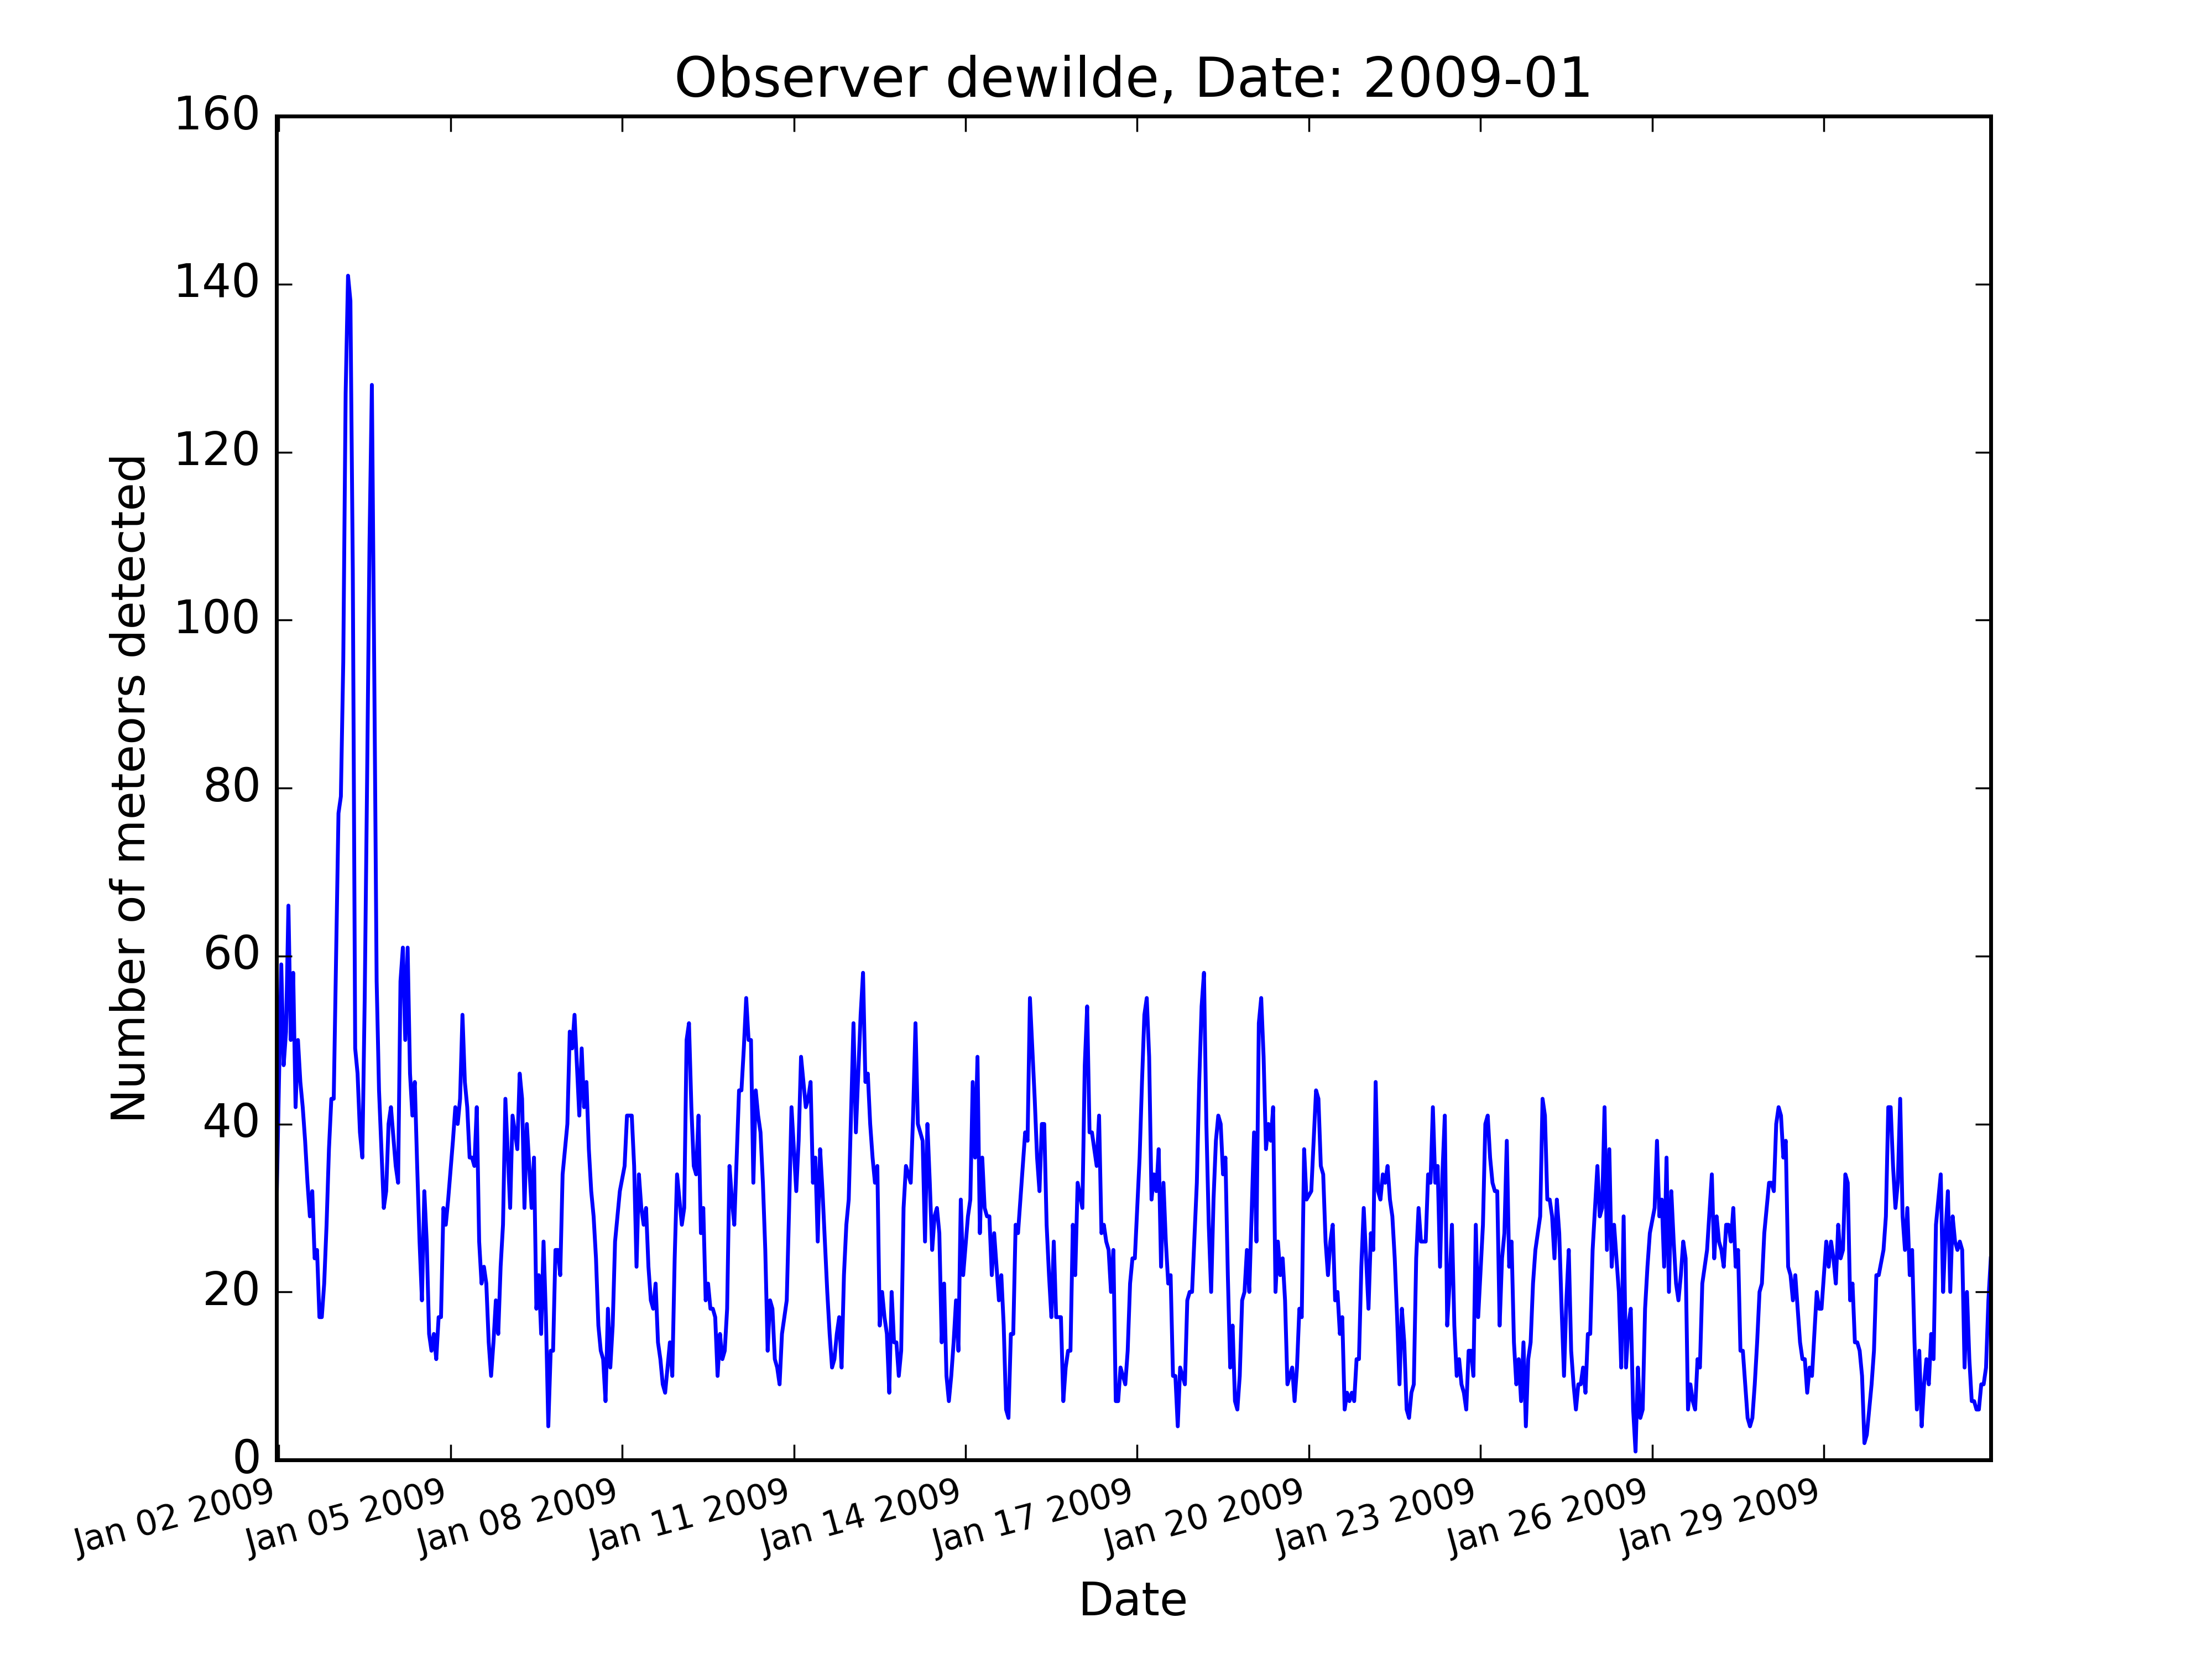 Observer dewilde, Date: 2009-01
160
140
120
100
80
60
40
20
0
Number of meteors detected
Jan 02 2009
Jan 05 2009
Jan 08 2009
Jan 11 2009
Jan 14 2009
Jan 17 2009
Jan 20 2009
Jan 23 2009
Jan 26 2009
Jan 29 2009
Date